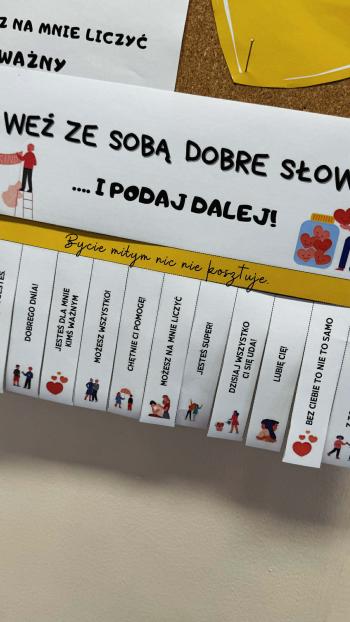 Z NA MNIE LICZYĆ
WAŻNY
WEŹ ZE SOBĄ DOBRE SŁOW
.... I PODAJ DALEJ!
Bycie miłym nic nie kosztuje.
DOBREGO DNIA!
JESTEŚ DLA MNIE
KIMŚ WAŻNYM
MOŻESZ WSZYSTKO!
CHĘTNIE CI POMOGĘ!
MOŻESZ NA MNIE LICZYĆ
JESTEŚ SUPER!
DZISIAJ WSZYSTKO
CI SIĘ UDA!
LUBIĘ CIĘ!
BEZ CIEBIE TO NIE TO SAMO